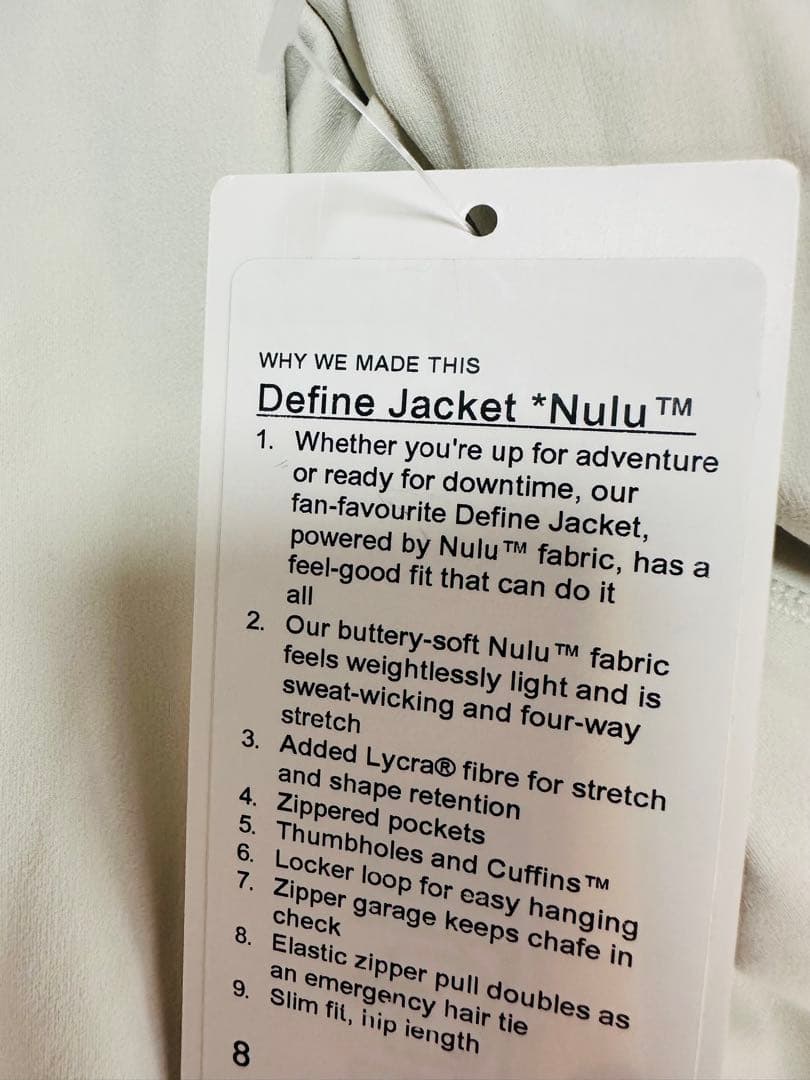 WHY WE MADE THIS
Define Jacket *Nulu™
1. Whether you're up for adventure
or ready for downtime, our
fan-favourite Define Jacket,
powered by Nulu™ fabric, has a
feel-good fit that can do it
all
2. Our buttery-soft Nulu™ fabric
feels weightlessly light and is
sweat-wicking and four-way
stretch
3. Added Lycra® fibre for stretch
and shape retention
4. Zippered pockets
5. Thumbholes and Cuffins™
6. Locker loop for easy hanging
7. Zipper garage keeps chafe in
check
8. Elastic zipper pull doubles as
an emergency hair tie
9. Slim fit, hip length
8